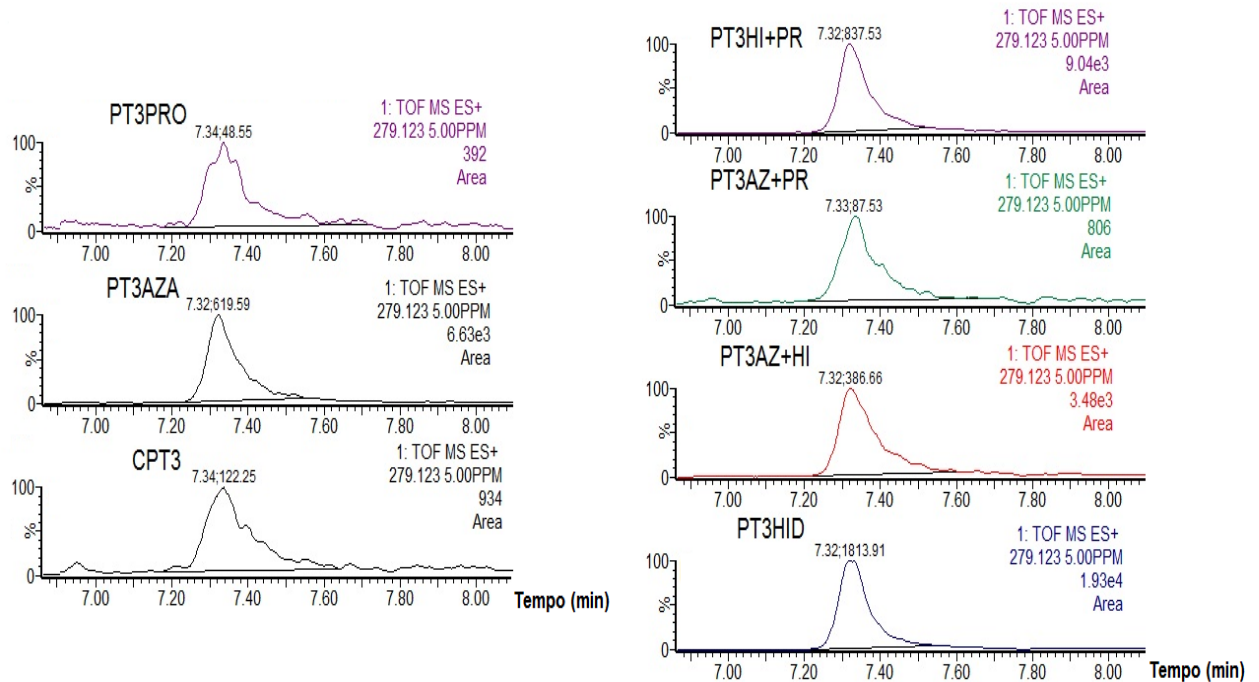 PT3PRO
7.34;48.55
1: TOF MS ES+
279.123 5.00PPM
392
Area
100
%
0
7.00 7.20 7.40 7.60 7.80 8.00
PT3AZA
7.32;619.59
1: TOF MS ES+
279.123 5.00PPM
6.63e3
Area
100
%
0
7.00 7.20 7.40 7.60 7.80 8.00
CPT3
7.34;122.25
1: TOF MS ES+
279.123 5.00PPM
934
Area
100
%
0
7.00 7.20 7.40 7.60 7.80 8.00
Tempo (min)
PT3HI+PR
7.32;837.53
1: TOF MS ES+
279.123 5.00PPM
9.04e3
Area
100
%
0
7.00 7.20 7.40 7.60 7.80 8.00
PT3AZ+PR
7.33;87.53
1: TOF MS ES+
279.123 5.00PPM
806
Area
100
%
0
7.00 7.20 7.40 7.60 7.80 8.00
PT3AZ+HI
7.32;386.66
1: TOF MS ES+
279.123 5.00PPM
3.48e3
Area
100
%
0
7.00 7.20 7.40 7.60 7.80 8.00
PT3HID
7.32;1813.91
1: TOF MS ES+
279.123 5.00PPM
1.93e4
Area
100
%
0
7.00 7.20 7.40 7.60 7.80 8.00
Tempo (min)